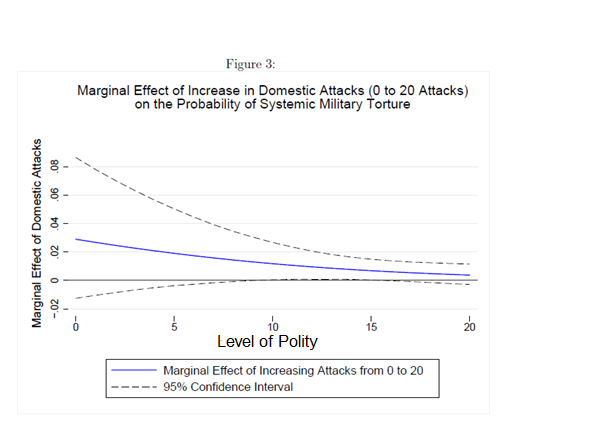 Figure 3:
Marginal Effect of Increase in Domestic Attacks (0 to 20 Attacks)
on the Probability of Systemic Military Torture
Marginal Effect of Domestic Attacks
.08
.06
.04
.02
0
-.02
0 5 10 15 20
Level of Polity
Marginal Effect of Increasing Attacks from 0 to 20
95% Confidence Interval